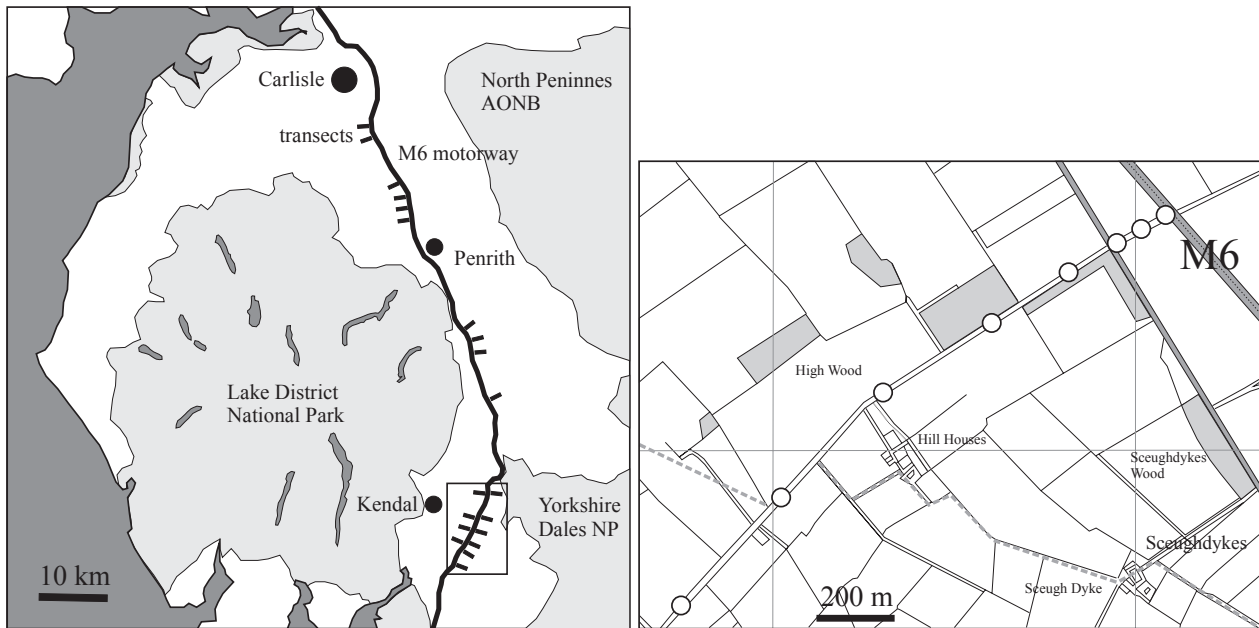 Carlisle
North Peninnes
AONB
transects
M6 motorway
Penrith
Lake District
National Park
Kendal
Yorkshire
Dales NP
10 km
M6
High Wood
Hill Houses
Sceughdykes
Wood
Sceughdykes
Sceugh Dyke
200 m